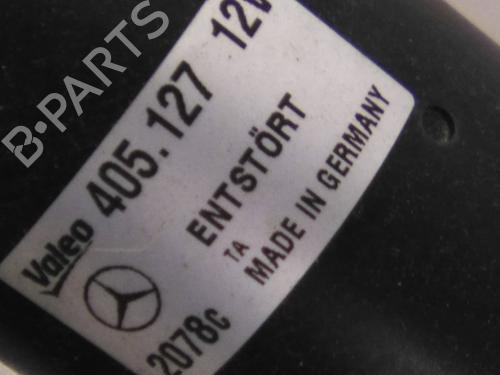 B-PARTS
Valeo 405.127 12V
ENTSTÖRT
TA
MADE IN GERMANY
2078C